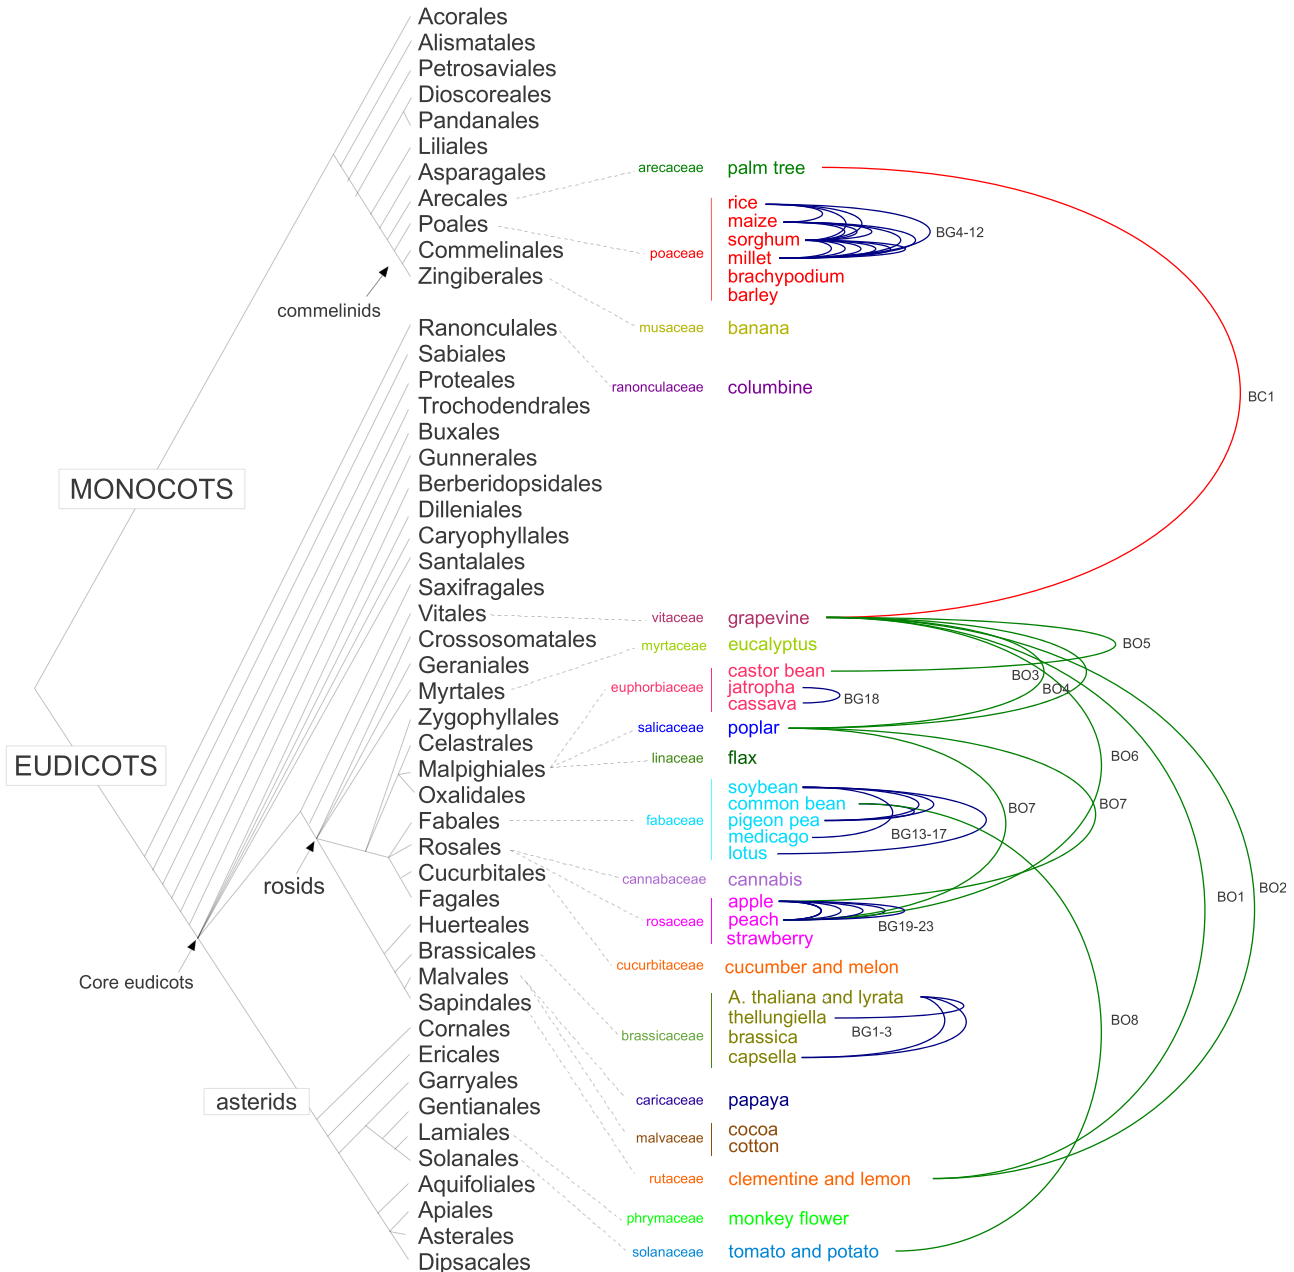 Acorales
Alismatales
Petrosaviales
Dioscoreales
Pandanales
Liliales
Asparagales
Arecales
Poales
Commelinales
Zingiberales
commelinids
MONOCOTS
Ranonculales
Sabiales
Proteales
Trochodendrales
Buxales
Gunnerales
Berberidopsidales
Dilleniales
Caryophyllales
Santalales
Saxifragales
Vitales
Crossosomatales
Geraniales
Myrtales
Zygophyllales
Celastrales
Malpighiales
Oxalidales
Fabales
Rosales
Cucurbitales
Fagales
Huerteales
Brassicales
Malvales
Sapindales
Cornales
Ericales
Garryales
Gentianales
Lamiales
Solanales
Aquifoliales
Apiales
Asterales
Dipsacales
EUDICOTS
rosids
Core eudicots
asterids
arecaceae palm tree
poaceae
rice
maize
sorghum
millet
brachypodium
barley
BG4-12
musaceae banana
ranonculaceae columbine
BC1
vitaceae grapevine
myrtaceae eucalyptus
BO5
euphorbiaceae
castor bean
jatropha
cassava
BG18
BO3
BO4
salicaceae poplar
linaceae flax
BO6
fabaceae
soybean
common bean
pigeon pea
medicago
lotus
BG13-17
BO7
BO7
cannabaceae cannabis
rosaceae
apple
peach
strawberry
BG19-23
BO1
BO2
cucurbitaceae cucumber and melon
brassicaceae
A. thaliana and lyrata
thellungiella
brassica
capsella
BG1-3
BO8
caricaceae papaya
malvaceae
cocoa
cotton
rutaceae clementine and lemon
phrymaceae monkey flower
solanaceae tomato and potato